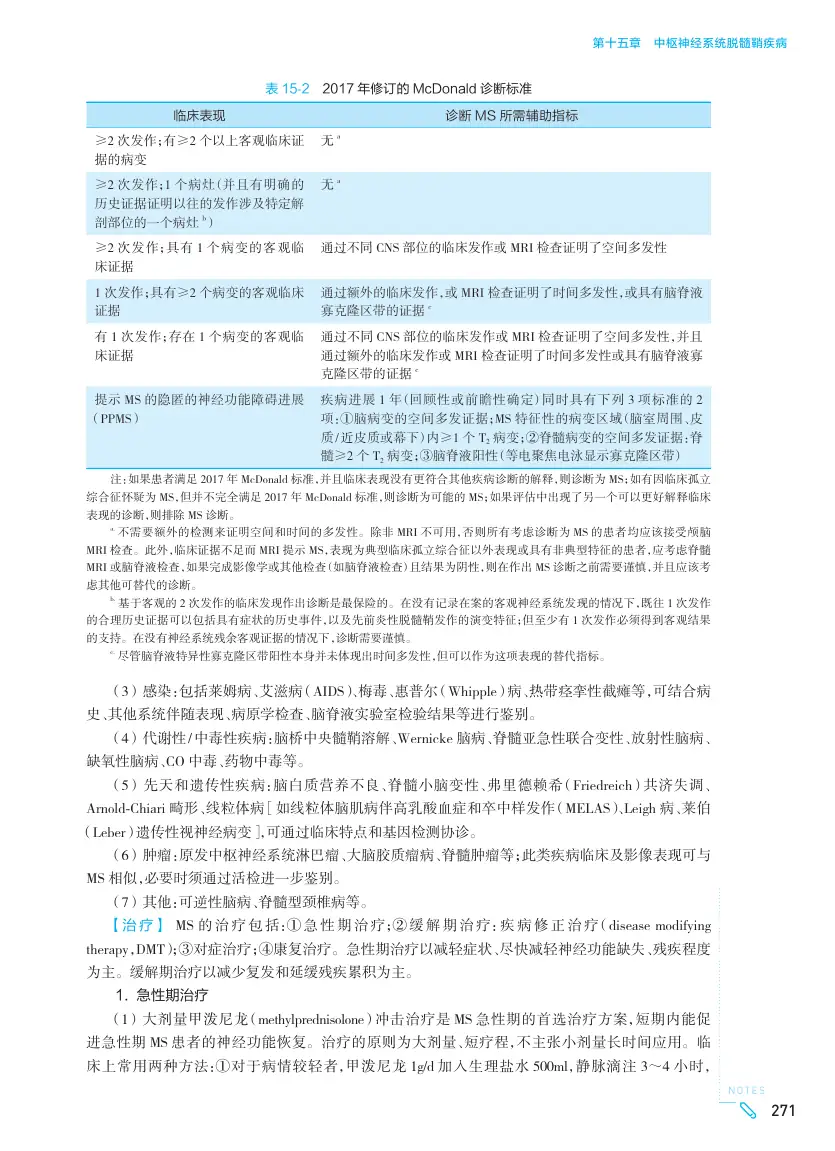 第十五章 中枢神经系统脱髓鞘疾病
表 15-2 2017 年修订的 McDonald 诊断标准
临床表现 诊断 MS 所需辅助指标
≥2 次发作;有≥2 个以上客观临床证 无 a
据的病变
≥2 次发作;1 个病灶(并且有明确的 无 a
历史证据证明以往的发作涉及特定解
剖部位的一个病灶 b)
≥2 次发作;具有 1 个病变的客观临 通过不同 CNS 部位的临床发作或 MRI 检查证明了空间多发性
床证据
1 次发作;具有≥2 个病变的客观临床 通过额外的临床发作,或 MRI 检查证明了时间多发性,或具有脑脊液
证据 寡克隆区带的证据 c
有 1 次发作;存在 1 个病变的客观临 通过不同 CNS 部位的临床发作或 MRI 检查证明了空间多发性,并且
床证据 通过额外的临床发作或 MRI 检查证明了时间多发性或具有脑脊液寡
克隆区带的证据 c
提示 MS 的隐匿的神经功能障碍进展 疾病进展 1 年(回顾性或前瞻性确定)同时具有下列 3 项标准的 2
(PPMS) 项:①脑病变的空间多发证据;MS 特征性的病变区域(脑室周围、皮
质/近皮质或幕下)内≥1 个 T2 病变;②脊髓病变的空间多发证据:脊
髓≥2 个 T2 病变;③脑脊液阳性(等电聚焦电泳显示寡克隆区带)
注:如果患者满足 2017 年 McDonald 标准,并且临床表现没有更符合其他疾病诊断的解释,则诊断为 MS;如有因临床孤立
综合征怀疑为 MS,但并不完全满足 2017 年 McDonald 标准,则诊断为可能的 MS;如果评估中出现了另一个可以更好解释临床
表现的诊断,则排除 MS 诊断。
a 不需要额外的检测来证明空间和时间的多发性。除非 MRI 不可用,否则所有考虑诊断为 MS 的患者均应该接受颅脑
MRI 检查。此外,临床证据不足而 MRI 提示 MS,表现为典型临床孤立综合征以外表现或具有非典型特征的患者,应考虑脊髓
MRI 或脑脊液检查,如果完成影像学或其他检查(如脑脊液检查)且结果为阴性,则在作出 MS 诊断之前需要谨慎,并且应该考
虑其他可替代的诊断。
b 基于客观的 2 次发作的临床发现作出诊断是最保险的。在没有记录在案的客观神经系统发现的情况下,既往 1 次发作
的合理历史证据可以包括具有症状的历史事件,以及先前炎性脱髓鞘发作的演变特征;但至少有 1 次发作必须得到客观结果
的支持。在没有神经系统残余客观证据的情况下,诊断需要谨慎。
c 尽管脑脊液特异性寡克隆区带阳性本身并未体现出时间多发性,但可以作为这项表现的替代指标。
(3)感染:包括莱姆病、艾滋病(AIDS)、梅毒、惠普尔(Whipple)病、热带痉挛性截瘫等,可结合病
史、其他系统伴随表现、病原学检查、脑脊液实验室检验结果等进行鉴别。
(4)代谢性/中毒性疾病:脑桥中央髓鞘溶解、Wernicke 脑病、脊髓亚急性联合变性、放射性脑病、
缺氧性脑病、CO 中毒、药物中毒等。
(5)先天和遗传性疾病:脑白质营养不良、脊髓小脑变性、弗里德赖希(Friedreich)共济失调、
Arnold-Chiari 畸形、线粒体病[如线粒体脑肌病伴高乳酸血症和卒中样发作(MELAS)、Leigh 病、莱伯
(Leber)遗传性视神经病变],可通过临床特点和基因检测协诊。
(6)肿瘤:原发中枢神经系统淋巴瘤、大脑胶质瘤病、脊髓肿瘤等;此类疾病临床及影像表现可与
MS 相似,必要时须通过活检进一步鉴别。
(7)其他:可逆性脑病、脊髓型颈椎病等。
【治疗】 MS 的治疗包括:①急性期治疗;②缓解期治疗:疾病修正治疗(disease modifying
therapy,DMT);③对症治疗;④康复治疗。急性期治疗以减轻症状、尽快减轻神经功能缺失、残疾程度
为主。缓解期治疗以减少复发和延缓残疾累积为主。
1. 急性期治疗
(1)大剂量甲泼尼龙(methylprednisolone)冲击治疗是 MS 急性期的首选治疗方案,短期内能促
进急性期 MS 患者的神经功能恢复。治疗的原则为大剂量、短疗程,不主张小剂量长时间应用。临
床上常用两种方法:①对于病情较轻者,甲泼尼龙 1g/d 加入生理盐水 500ml,静脉滴注 3~4 小时,
NOTES
271